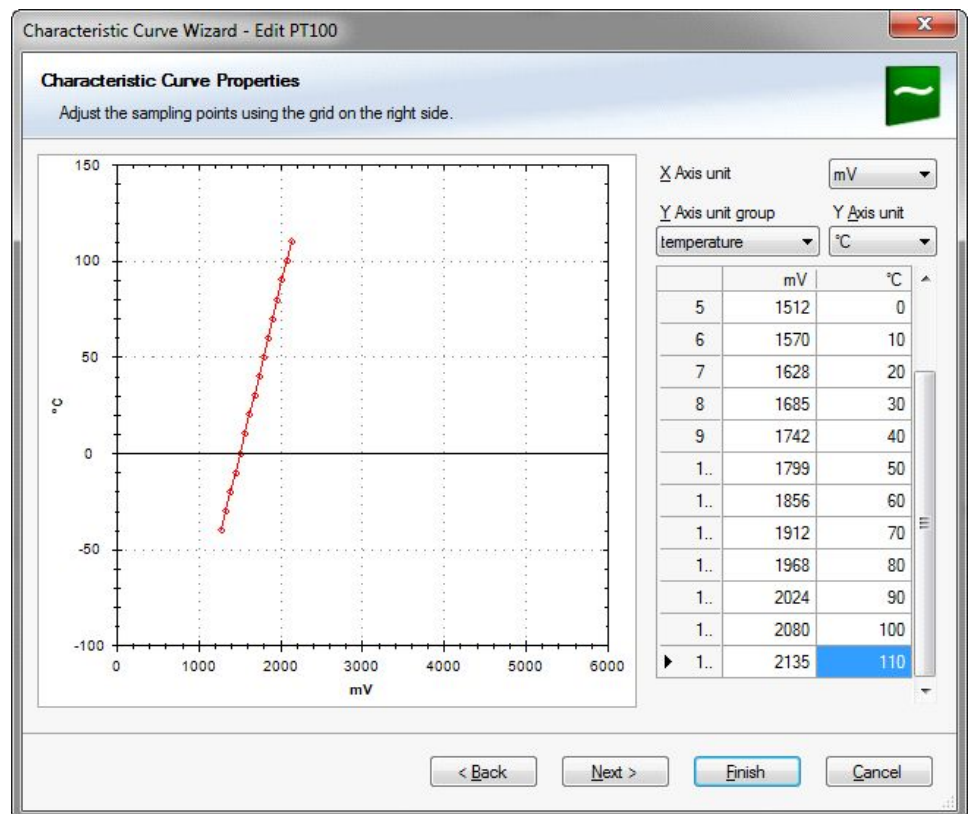 Characteristic Curve Wizard - Edit PT100
Characteristic Curve Properties
Adjust the sampling points using the grid on the right side.
150
100
50
0
-50
-100
°C
0 1000 2000 3000 4000 5000 6000
mV
X Axis unit mV
Y Axis unit group Y Axis unit
temperature °C
mV °C
5 1512 0
6 1570 10
7 1628 20
8 1685 30
9 1742 40
1.. 1799 50
1.. 1856 60
1.. 1912 70
1.. 1968 80
1.. 2024 90
1.. 2080 100
1.. 2135 110
< Back Next > Finish Cancel